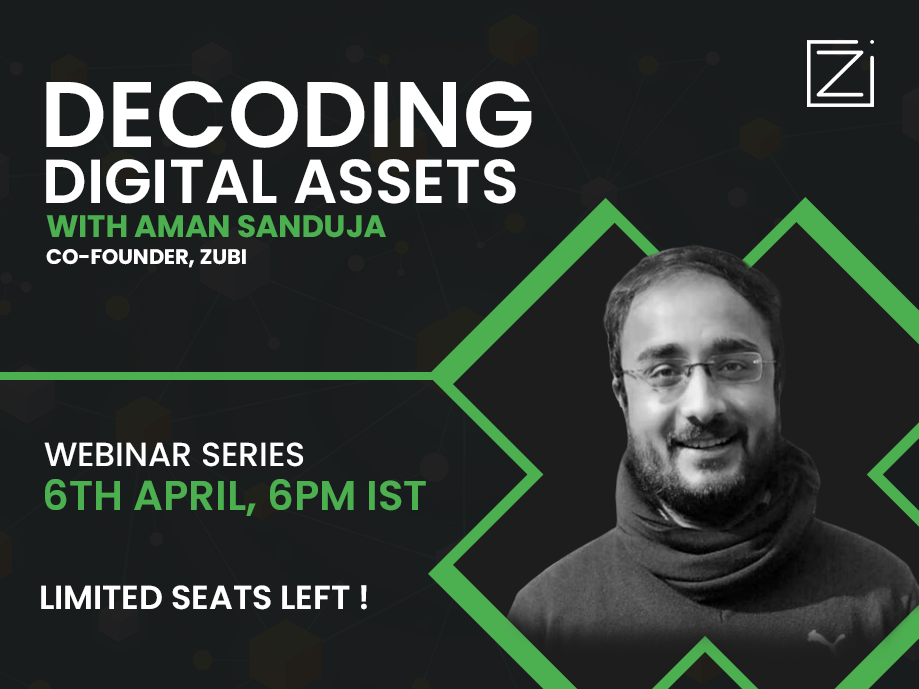 DECODING
DIGITAL ASSETS
WITH AMAN SANDUJA
CO-FOUNDER, ZUBI
WEBINAR SERIES
6TH APRIL, 6PM IST
LIMITED SEATS LEFT !